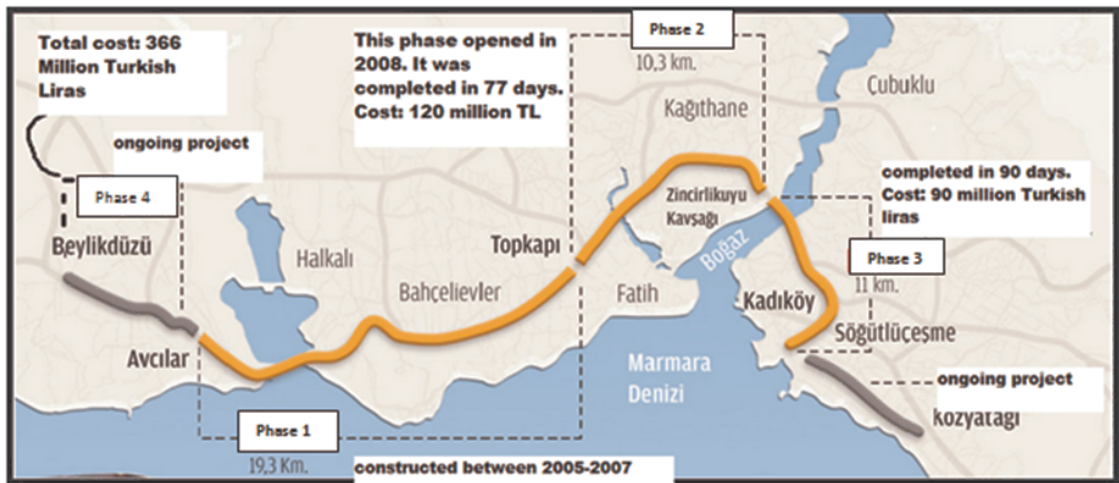 Total cost: 366
Million Turkish
Liras
This phase opened in
2008. It was
completed in 77 days.
Cost: 120 million TL
Phase 2
10,3 km.
Çubuklu
Kağıthane
ongoing project
Phase 4
completed in 90 days.
Cost: 90 million Turkish
liras
Zincirlikuyu
Kavşağı
Beylikdüzü
Halkalı
Topkapı
Boğaz
Phase 3
11 km.
Bahçelievler
Fatih
Kadıköy
Söğütlüçeşme
Avcılar
Marmara
Denizi
ongoing project
kozyatağı
Phase 1
19,3 Km.
constructed between 2005-2007